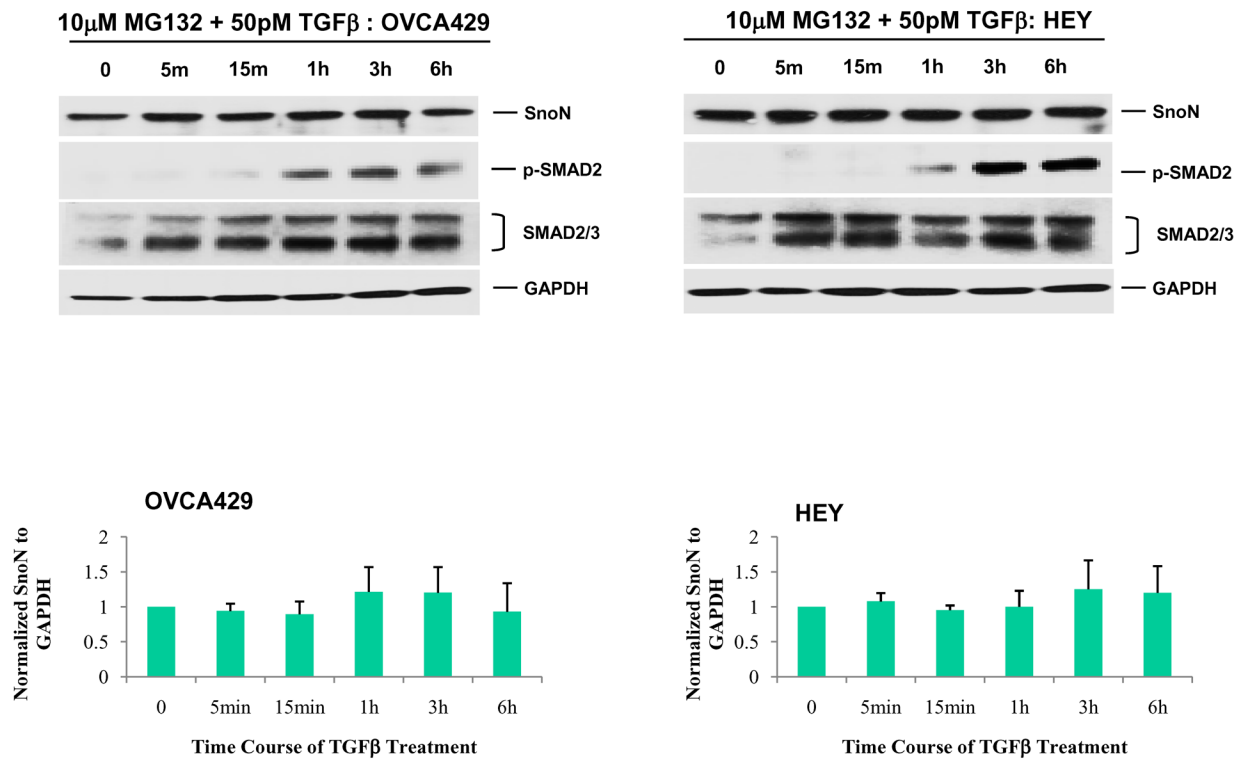 10μM MG132 + 50pM TGFβ : OVCA429
0 5m 15m 1h 3h 6h
SnoN
p-SMAD2
SMAD2/3
GAPDH
10μM MG132 + 50pM TGFβ: HEY
0 5m 15m 1h 3h 6h
SnoN
p-SMAD2
SMAD2/3
GAPDH
OVCA429
Normalized SnoN to
GAPDH
2
1.5
1
0.5
0
0 5min 15min 1h 3h 6h
Time Course of TGFβ Treatment
HEY
Normalized SnoN to
GAPDH
2
1.5
1
0.5
0
0 5min 15min 1h 3h 6h
Time Course of TGFβ Treatment